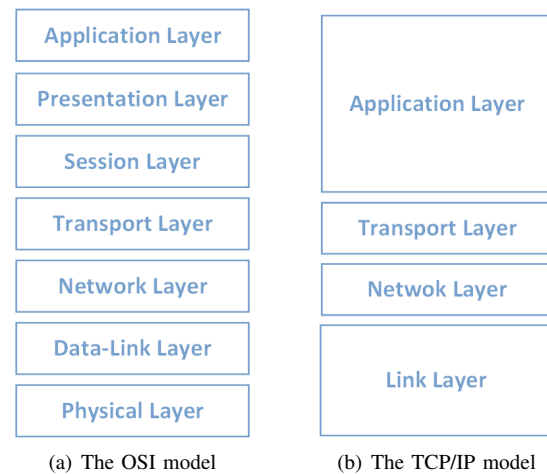 Application Layer
Presentation Layer
Session Layer
Transport Layer
Network Layer
Data-Link Layer
Physical Layer
(a) The OSI model
Application Layer
Transport Layer
Netwok Layer
Link Layer
(b) The TCP/IP model